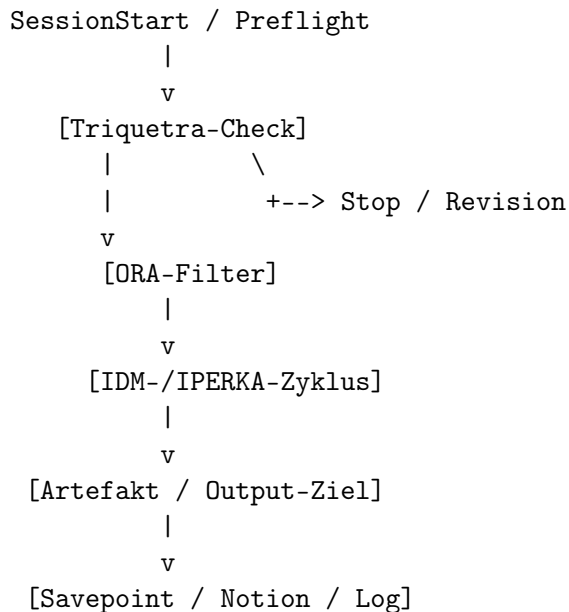 SessionStart / Preflight
|
v
[Triquetra-Check]
| \
| +--> Stop / Revision
v
[ORA-Filter]
|
v
[IDM-/IPERKA-Zyklus]
|
v
[Artefakt / Output-Ziel]
|
v
[Savepoint / Notion / Log]